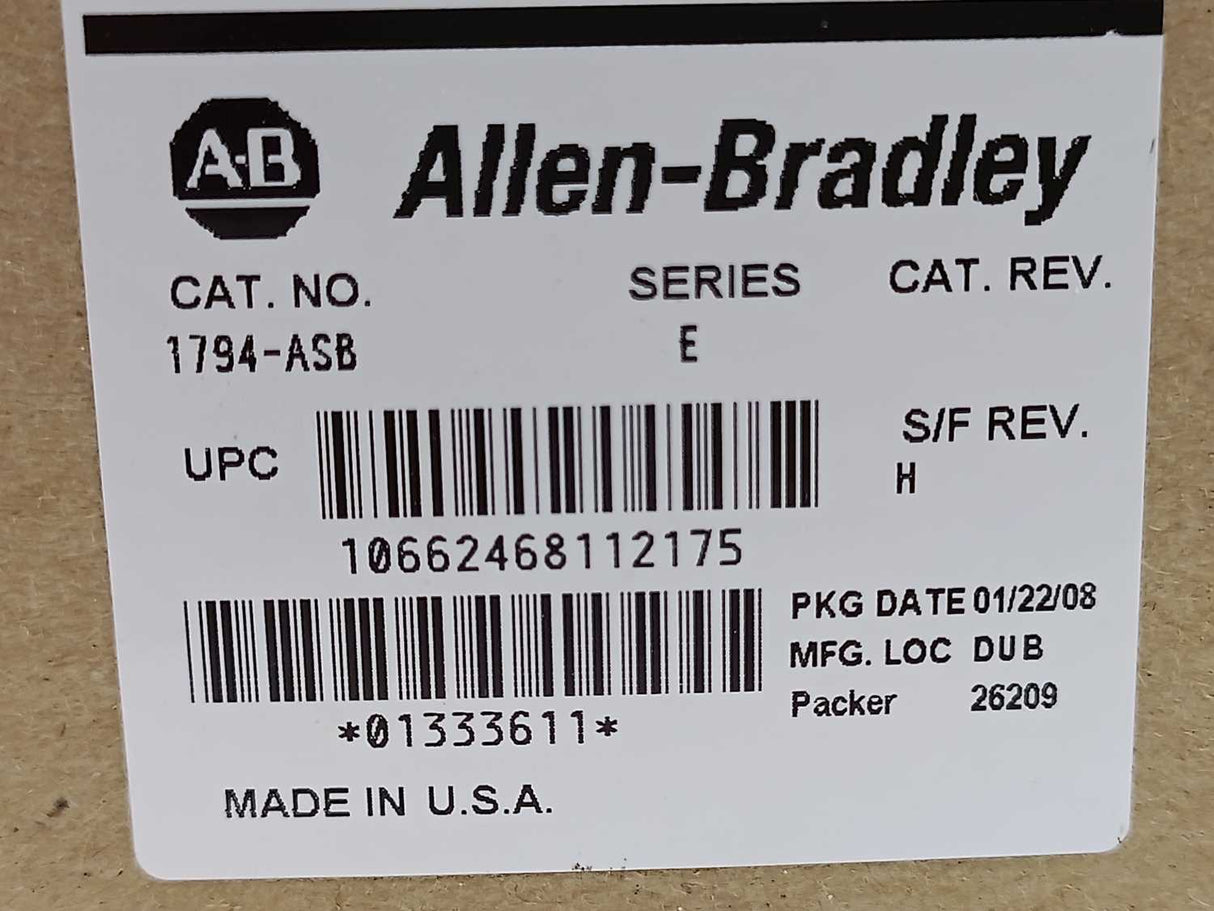 A·B Allen-Bradley
CAT. NO. SERIES CAT. REV.
1794-ASB E
UPC S/F REV.
H
10662468112175
PKG DATE 01/22/08
MFG. LOC DUB
Packer 26209
*01333611*
MADE IN U.S.A.